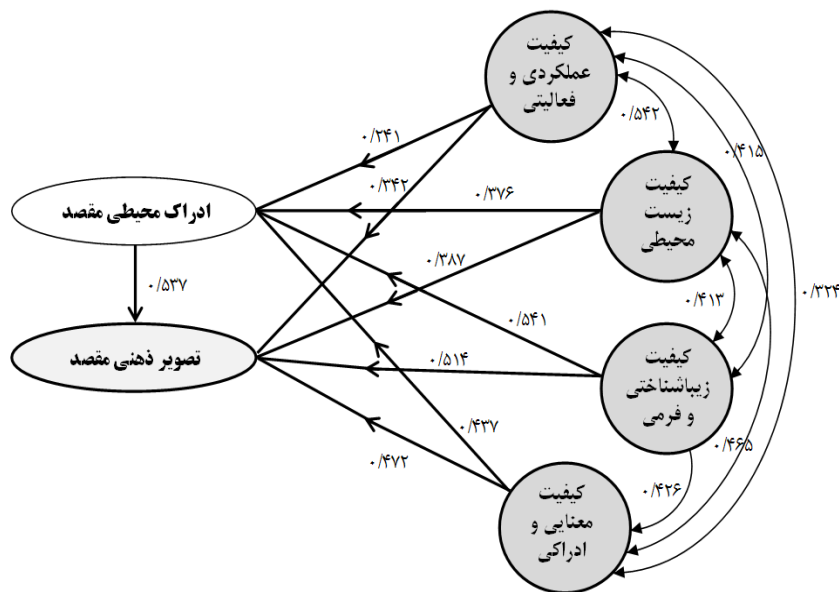 کیفیت
عملکردی و
فعالیتی
۰/۵۴۲
۰/۴۱۵
۰/۲۴۱
۰/۳۴۲
کیفیت
زیست
محیطی
۰/۳۷۶
ادراک محیطی مقصد
۰/۳۸۷
۰/۴۱۳
۰/۳۲۴
۰/۵۳۷
۰/۵۴۱
کیفیت
زیباشناختی
و فرمی
تصویر ذهنی مقصد
۰/۵۱۴
۰/۴۳۷
۰/۴۶۵
۰/۴۷۲
۰/۴۲۶
کیفیت
معنایی و
ادراکی